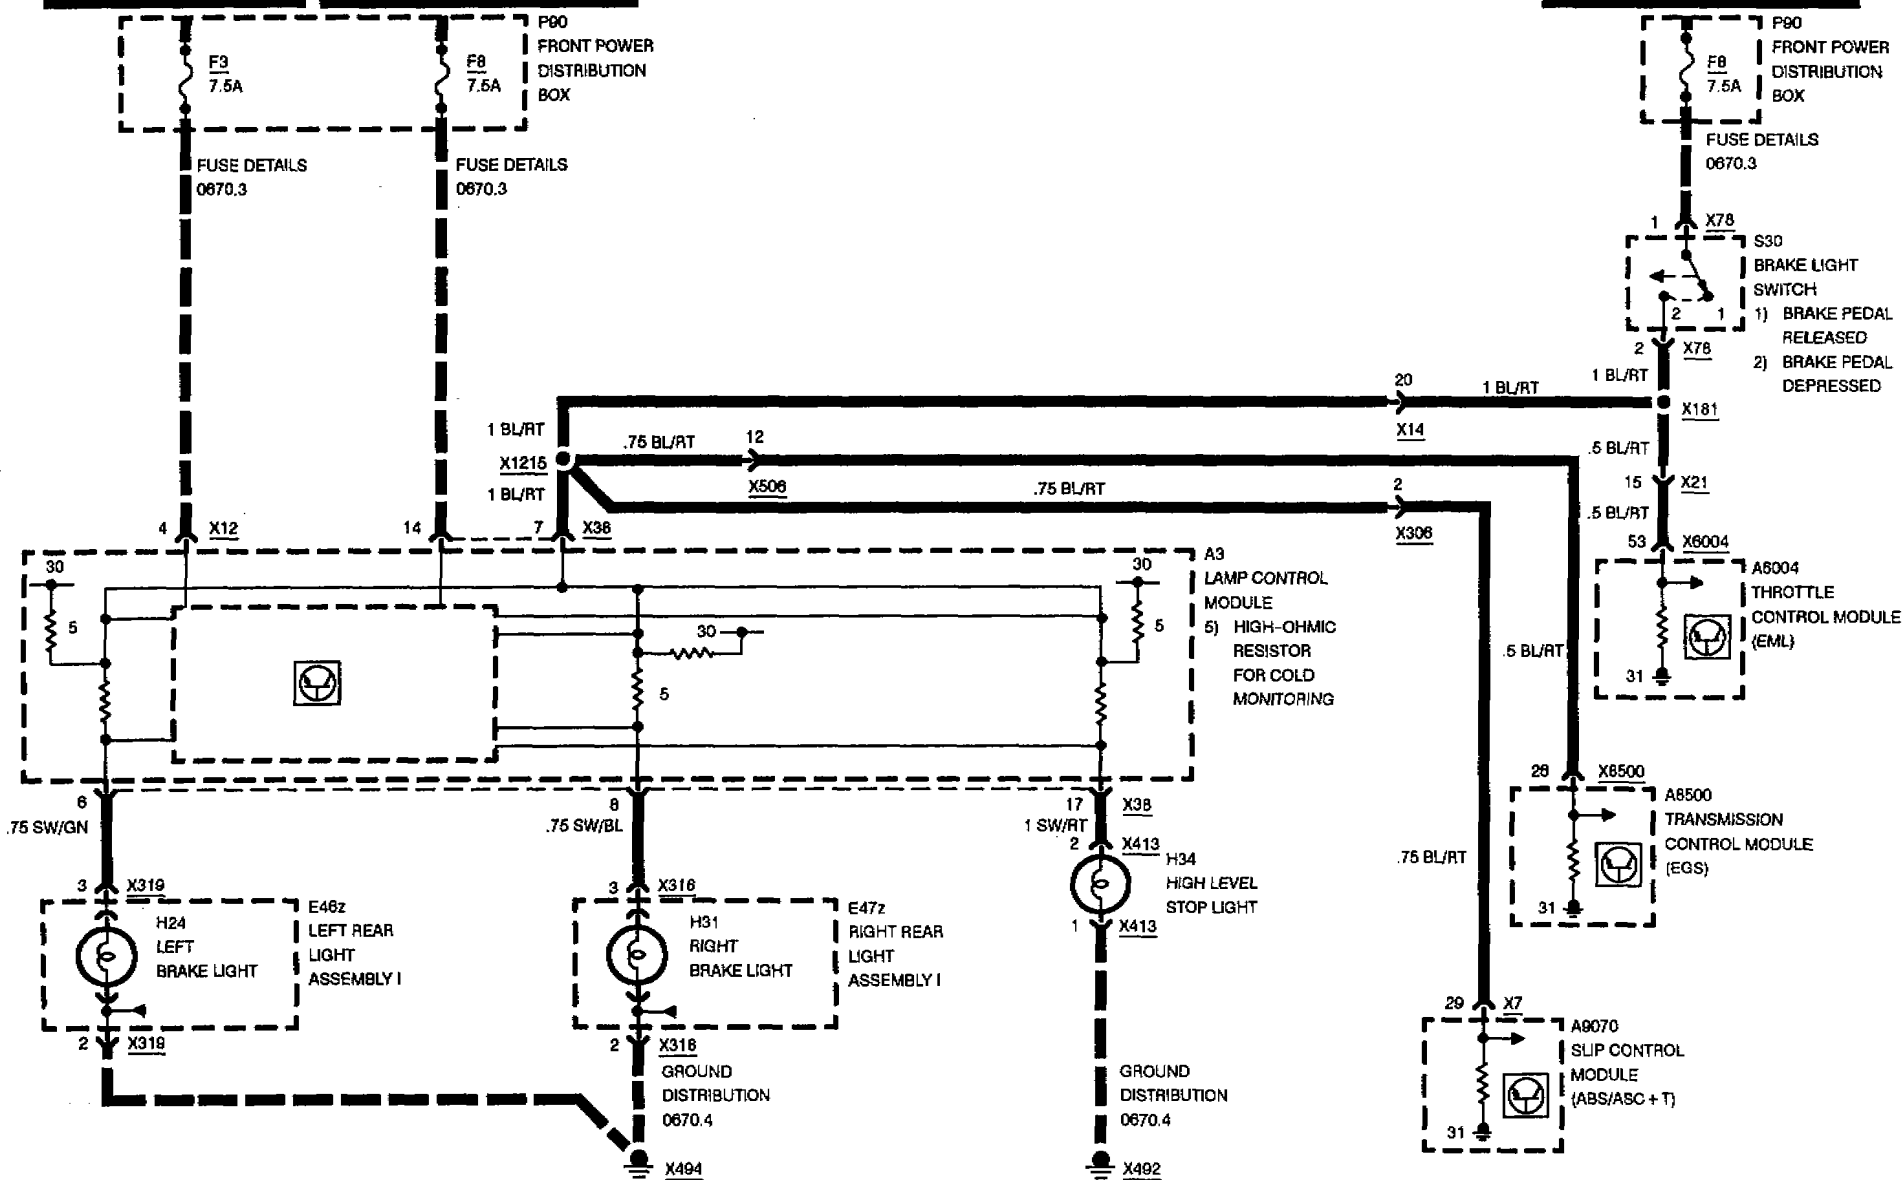 P90
FRONT POWER
DISTRIBUTION
BOX
F3
7.5A
F8
7.5A
FUSE DETAILS
0670.3
FUSE DETAILS
0670.3
P90
FRONT POWER
DISTRIBUTION
BOX
F8
7.5A
FUSE DETAILS
0670.3
1
X78
S30
BRAKE LIGHT
SWITCH
1) BRAKE PEDAL
RELEASED
2) BRAKE PEDAL
DEPRESSED
2
1
2
X78
1 BL/RT
20
1 BL/RT
X181
X14
1 BL/RT
.75 BL/RT
12
.5 BL/RT
X1215
X506
15
X21
1 BL/RT
.75 BL/RT
2
.5 BL/RT
X306
4
X12
14
7
X38
53
X6004
30
A3
LAMP CONTROL
MODULE
5) HIGH-OHMIC
RESISTOR
FOR COLD
MONITORING
30
5
30
5
5
A6004
THROTTLE
CONTROL MODULE
(EML)
31
.5 BL/RT
28
X8500
A8500
TRANSMISSION
CONTROL MODULE
(EGS)
31
.75 BL/RT
6
.75 SW/GN
8
.75 SW/BL
17
X38
1 SW/RT
2
X413
H34
HIGH LEVEL
STOP LIGHT
1
X413
3
X319
3
X318
H24
LEFT
BRAKE LIGHT
E46z
LEFT REAR
LIGHT
ASSEMBLY I
H31
RIGHT
BRAKE LIGHT
E47z
RIGHT REAR
LIGHT
ASSEMBLY I
2
X319
2
X318
GROUND
DISTRIBUTION
0670.4
GROUND
DISTRIBUTION
0670.4
X494
X492
29
X7
A9070
SLIP CONTROL
MODULE
(ABS/ASC + T)
31